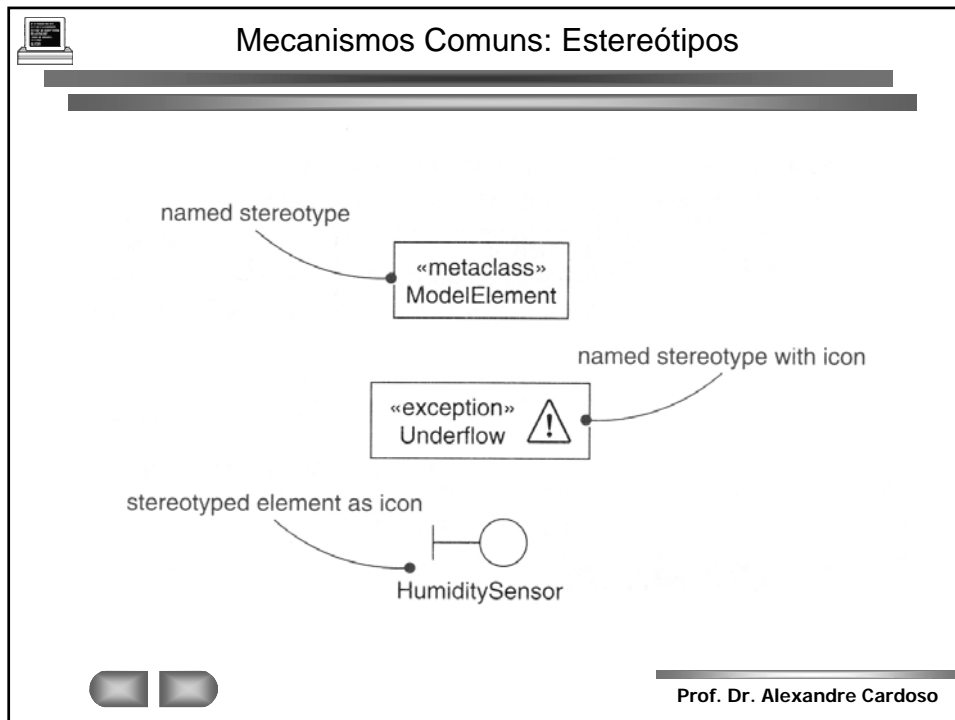 Mecanismos Comuns: Estereótipos
named stereotype
«metaclass»
ModelElement
named stereotype with icon
«exception»
Underflow
!
stereotyped element as icon
HumiditySensor
Prof. Dr. Alexandre Cardoso